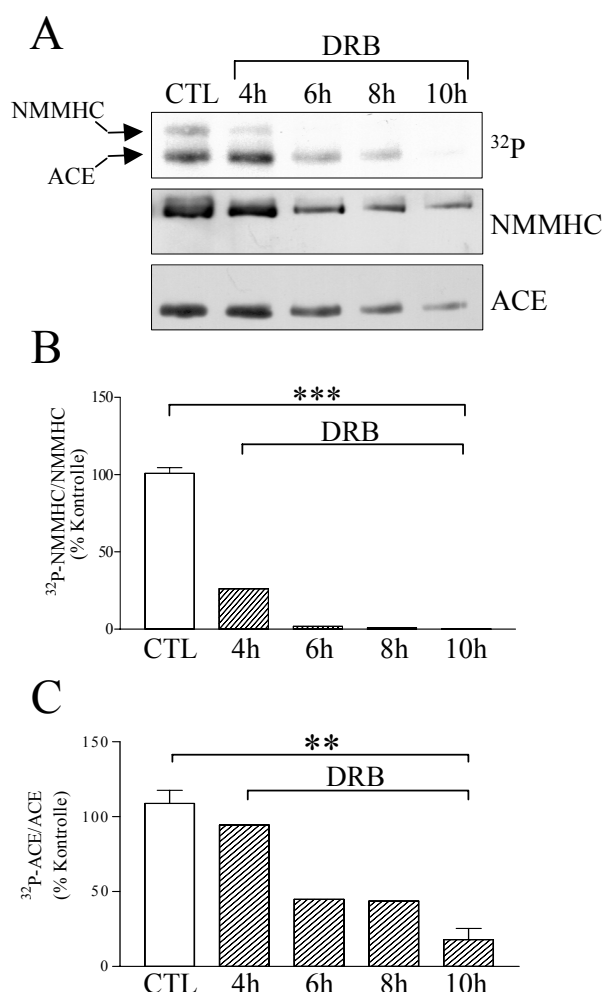 A
DRB
CTL 4h 6h 8h 10h
NMMHC
ACE
³²P
NMMHC
ACE
B
³²P-NMMHC/NMMHC
(% Kontrolle)
150
100
50
0
***
DRB
CTL 4h 6h 8h 10h
C
³²P-ACE/ACE
(% Kontrolle)
150
100
50
0
**
DRB
CTL 4h 6h 8h 10h